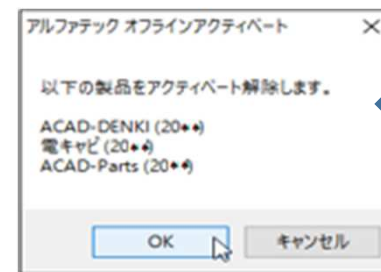 アルファテック オフラインアクティベート
以下の製品をアクティベート解除します。
ACAD-DENKI (20**)
電キャビ (20**)
ACAD-Parts (20**)
OK
キャンセル